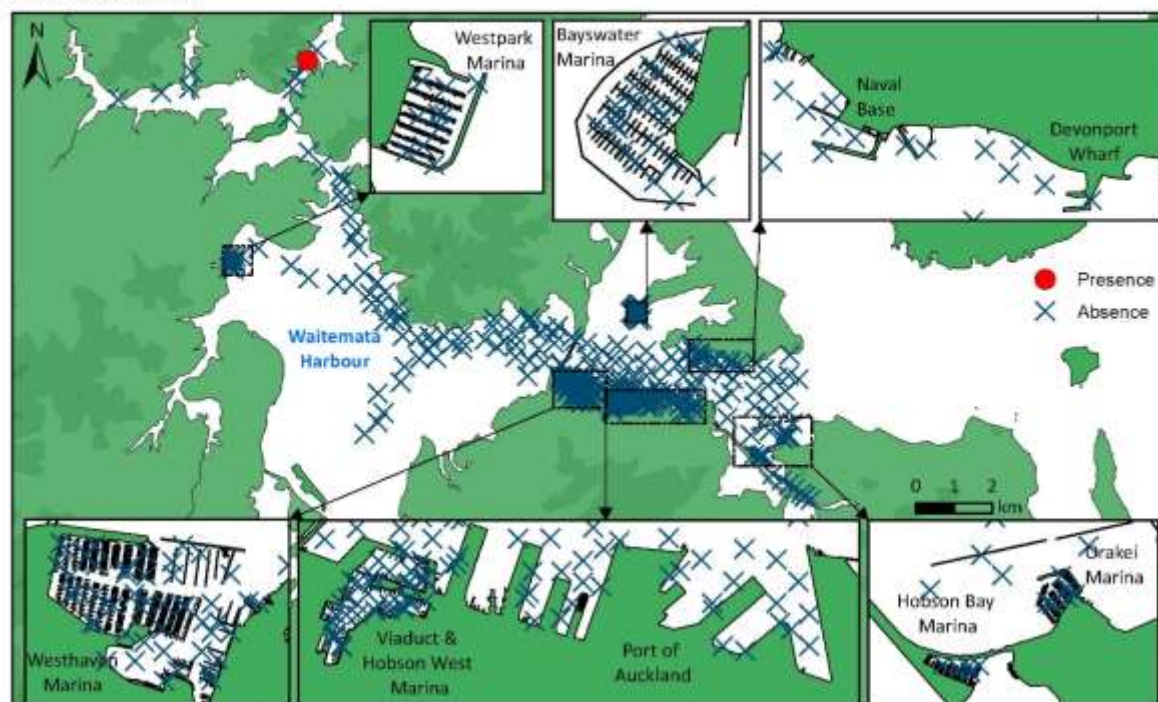 N
Westpark
Marina
Bayswater
Marina
Naval
Base
Devonport
Wharf
Presence
Absence
Waitematā
Harbour
0 1 2
km
Westhaven
Marina
Viaduct &
Hobson West
Marina
Port of
Auckland
Hobson Bay
Marina
Orakei
Marina